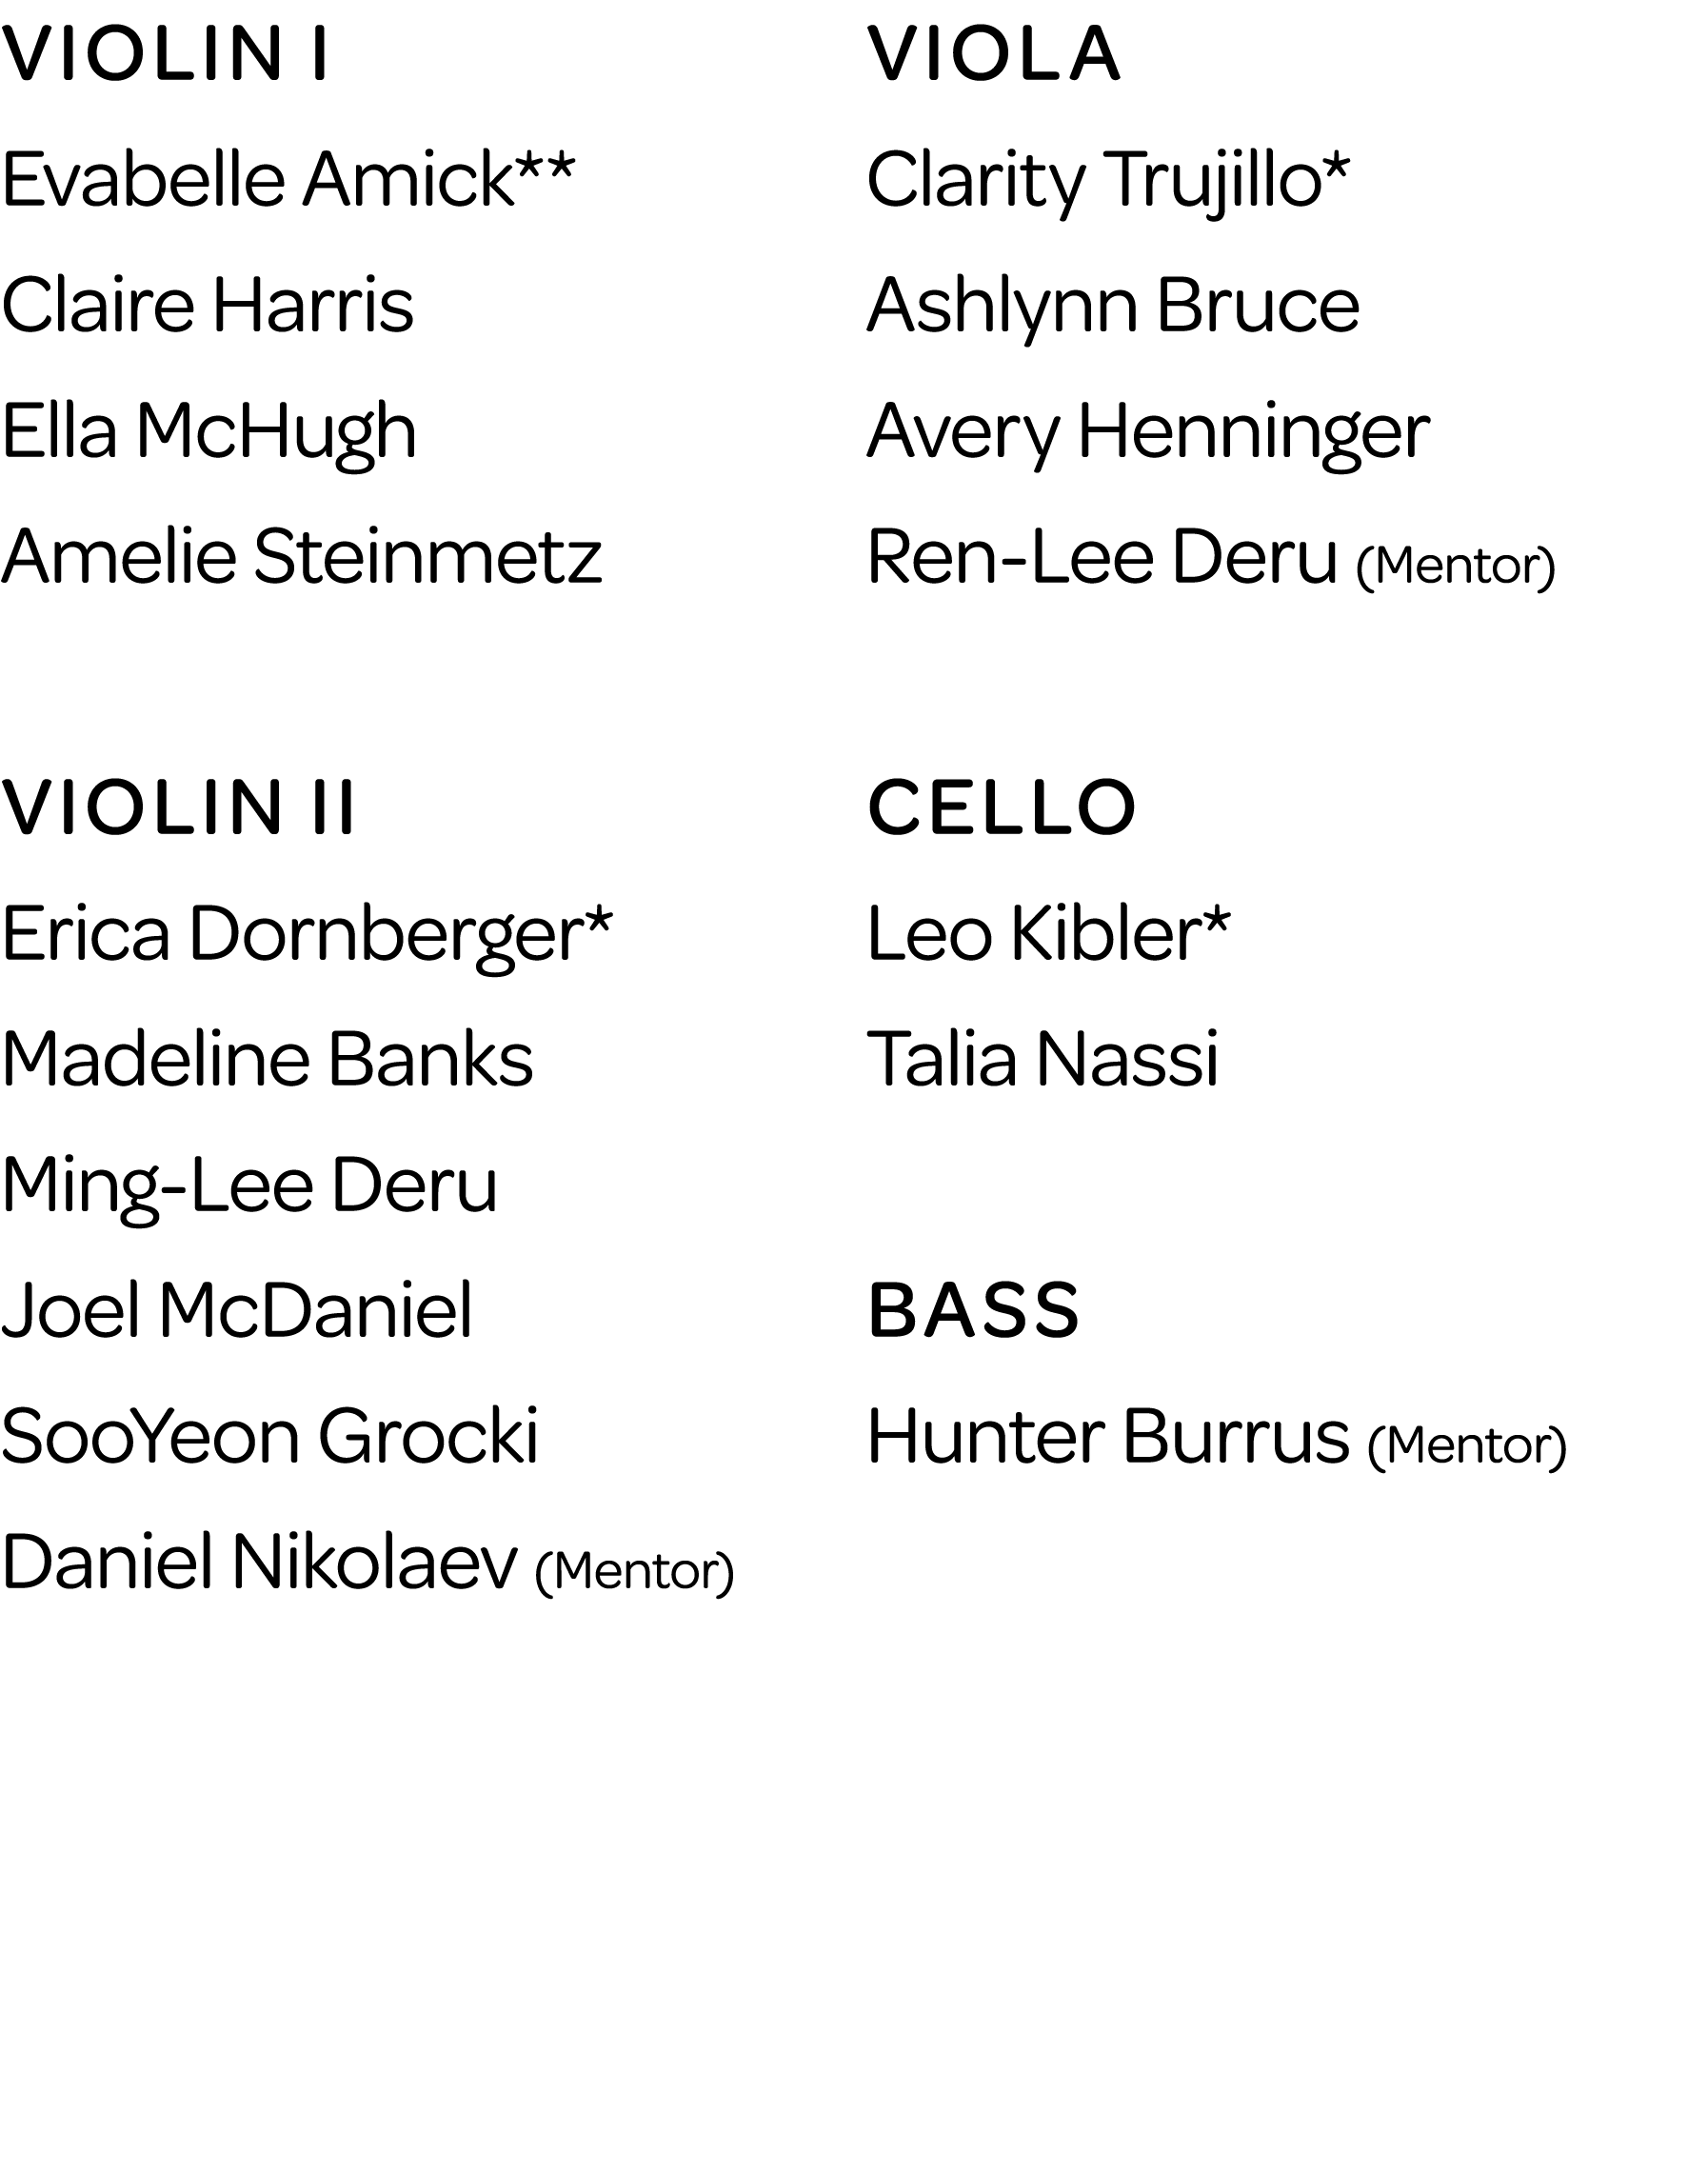 VIOLIN I
Evabelle Amick**
Claire Harris
Ella McHugh
Amelie Steinmetz
VIOLIN II
Erica Dornberger*
Madeline Banks
Ming-Lee Deru
Joel McDaniel
SooYeon Grocki
Daniel Nikolaev (Mentor)
VIOLA
Clarity Trujillo*
Ashlynn Bruce
Avery Henninger
Ren-Lee Deru (Mentor)
CELLO
Leo Kibler*
Talia Nassi
BASS
Hunter Burrus (Mentor)